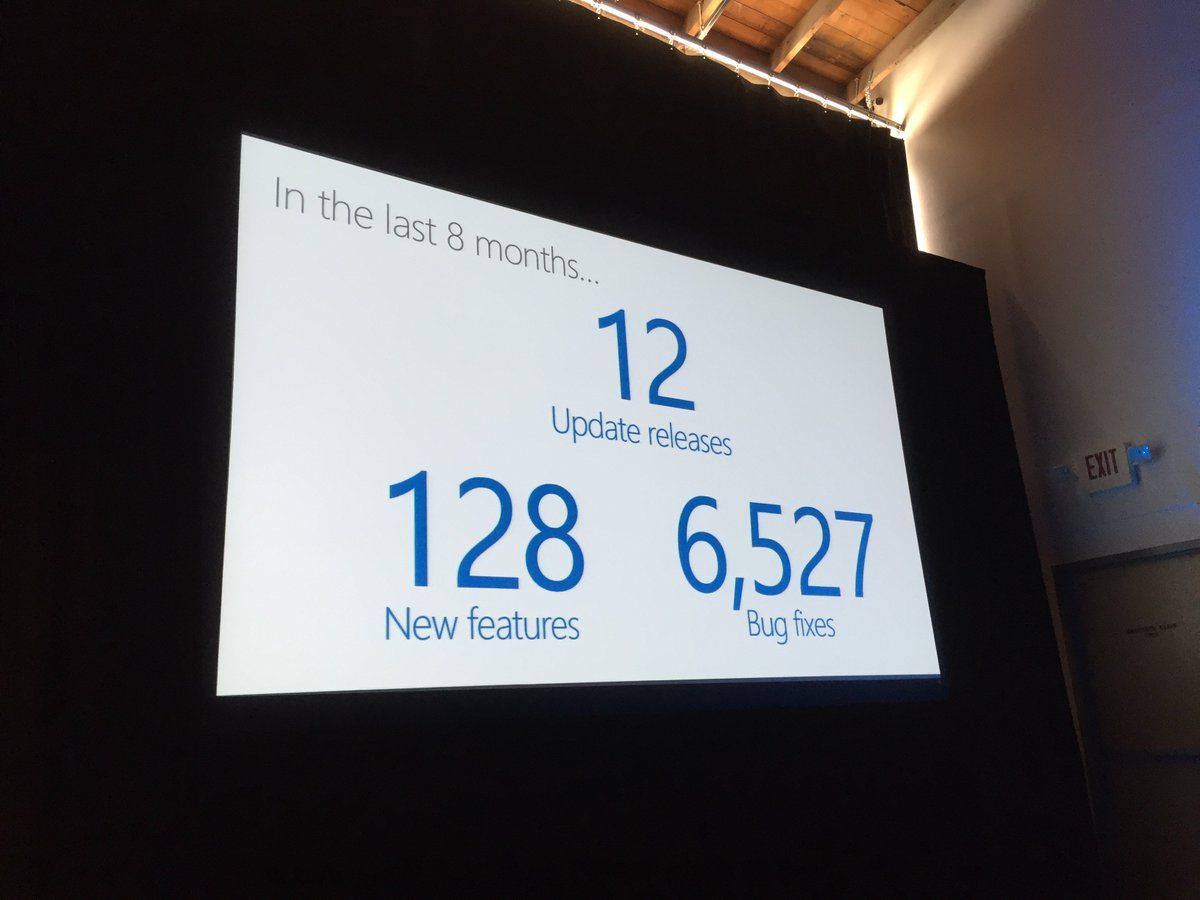 In the last 8 months...
12
Update releases
128
New features
6,527
Bug fixes
EXIT